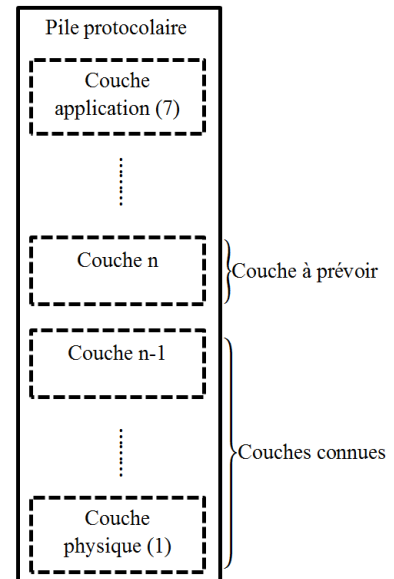 Pile protocolaire
Couche
application (7)
Couche n
Couche à prévoir
Couche n-1
Couches connues
Couche
physique (1)